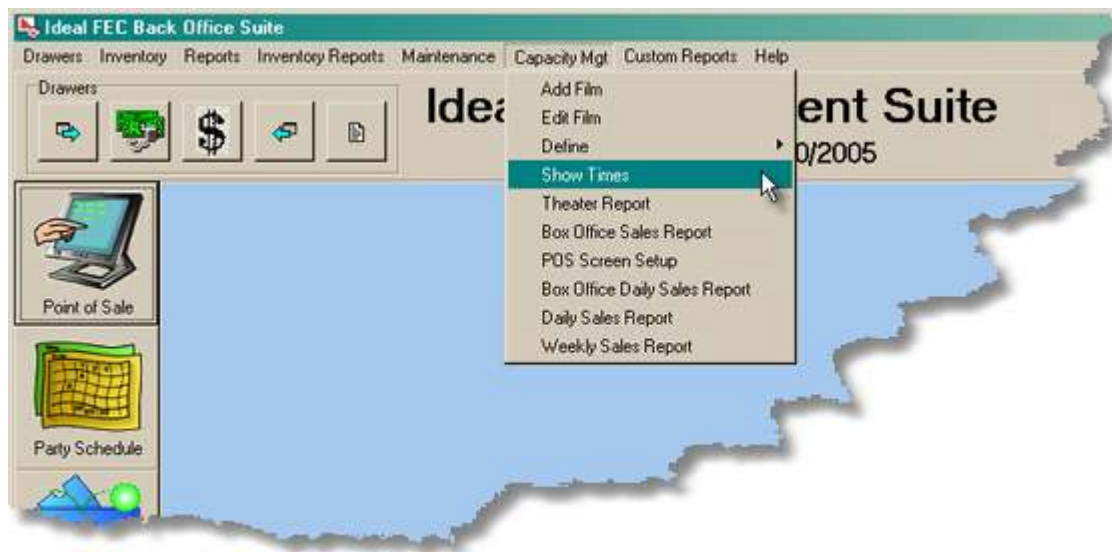 Ideal FEC Back Office Suite
Drawers Inventory Reports Inventory Reports Maintenance Capacity Mgt Custom Reports Help
Drawers
ent Suite
0/2005
Add Film
Edit Film
Define
Show Times
Theater Report
Box Office Sales Report
POS Screen Setup
Box Office Daily Sales Report
Daily Sales Report
Weekly Sales Report
Point of Sale
Party Schedule